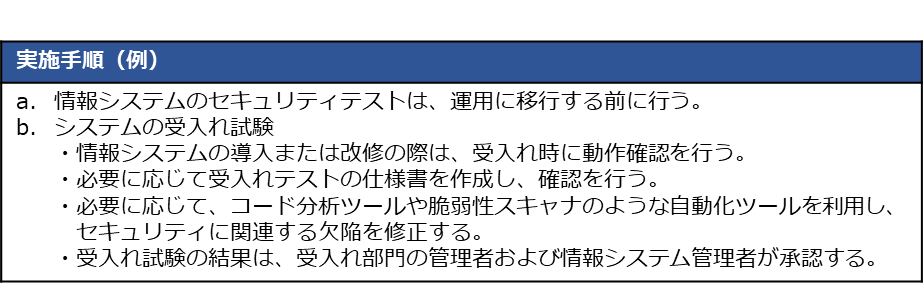 実施手順（例）
a. 情報システムのセキュリティテストは、運用に移行する前に行う。
b. システムの受入れ試験
・情報システムの導入または改修の際は、受入れ時に動作確認を行う。
・必要に応じて受入れテストの仕様書を作成し、確認を行う。
・必要に応じて、コード分析ツールや脆弱性スキャナのような自動化ツールを利用し、
セキュリティに関連する欠陥を修正する。
・受入れ試験の結果は、受入れ部門の管理者および情報システム管理者が承認する。